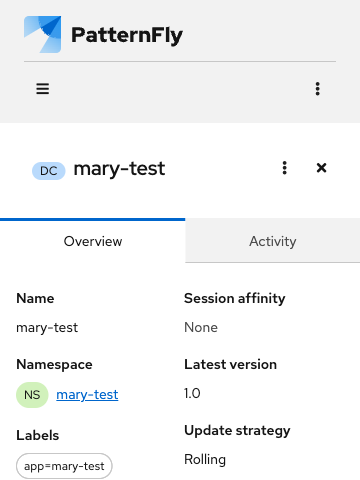 PatternFly
DC mary-test
Overview Activity
Name
mary-test
Namespace
NS mary-test
Labels
app=mary-test
Session affinity
None
Latest version
1.0
Update strategy
Rolling